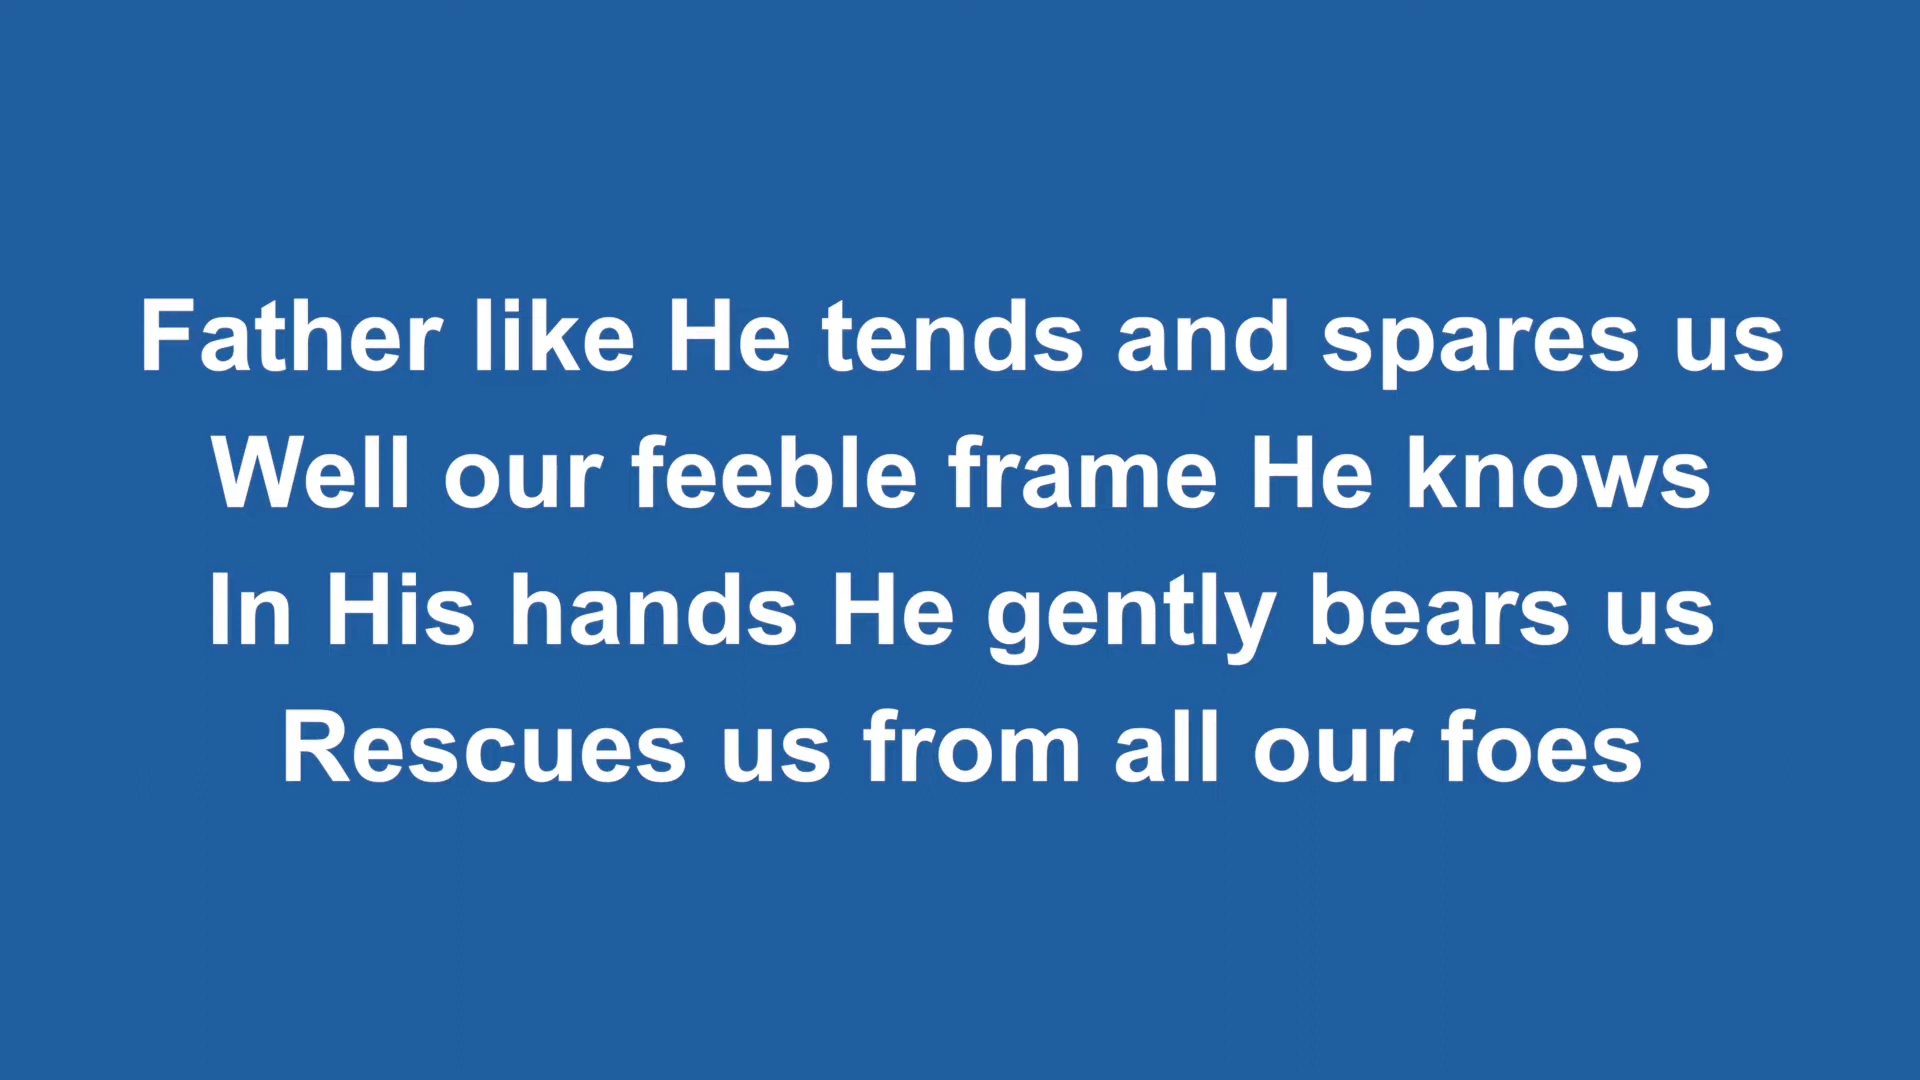 Father like He tends and spares us
Well our feeble frame He knows
In His hands He gently bears us
Rescues us from all our foes